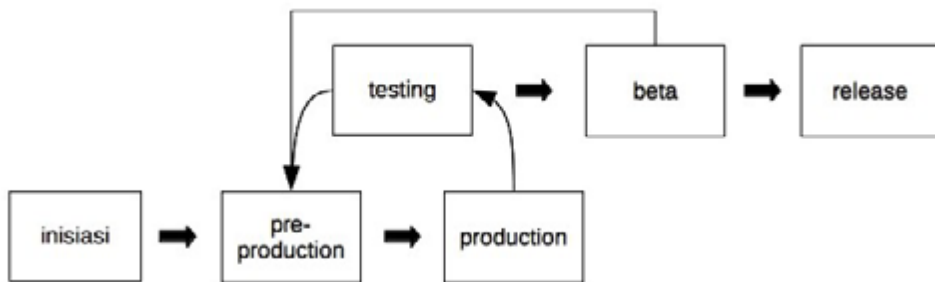 testing
beta
release
inisiasi
pre-
production
production